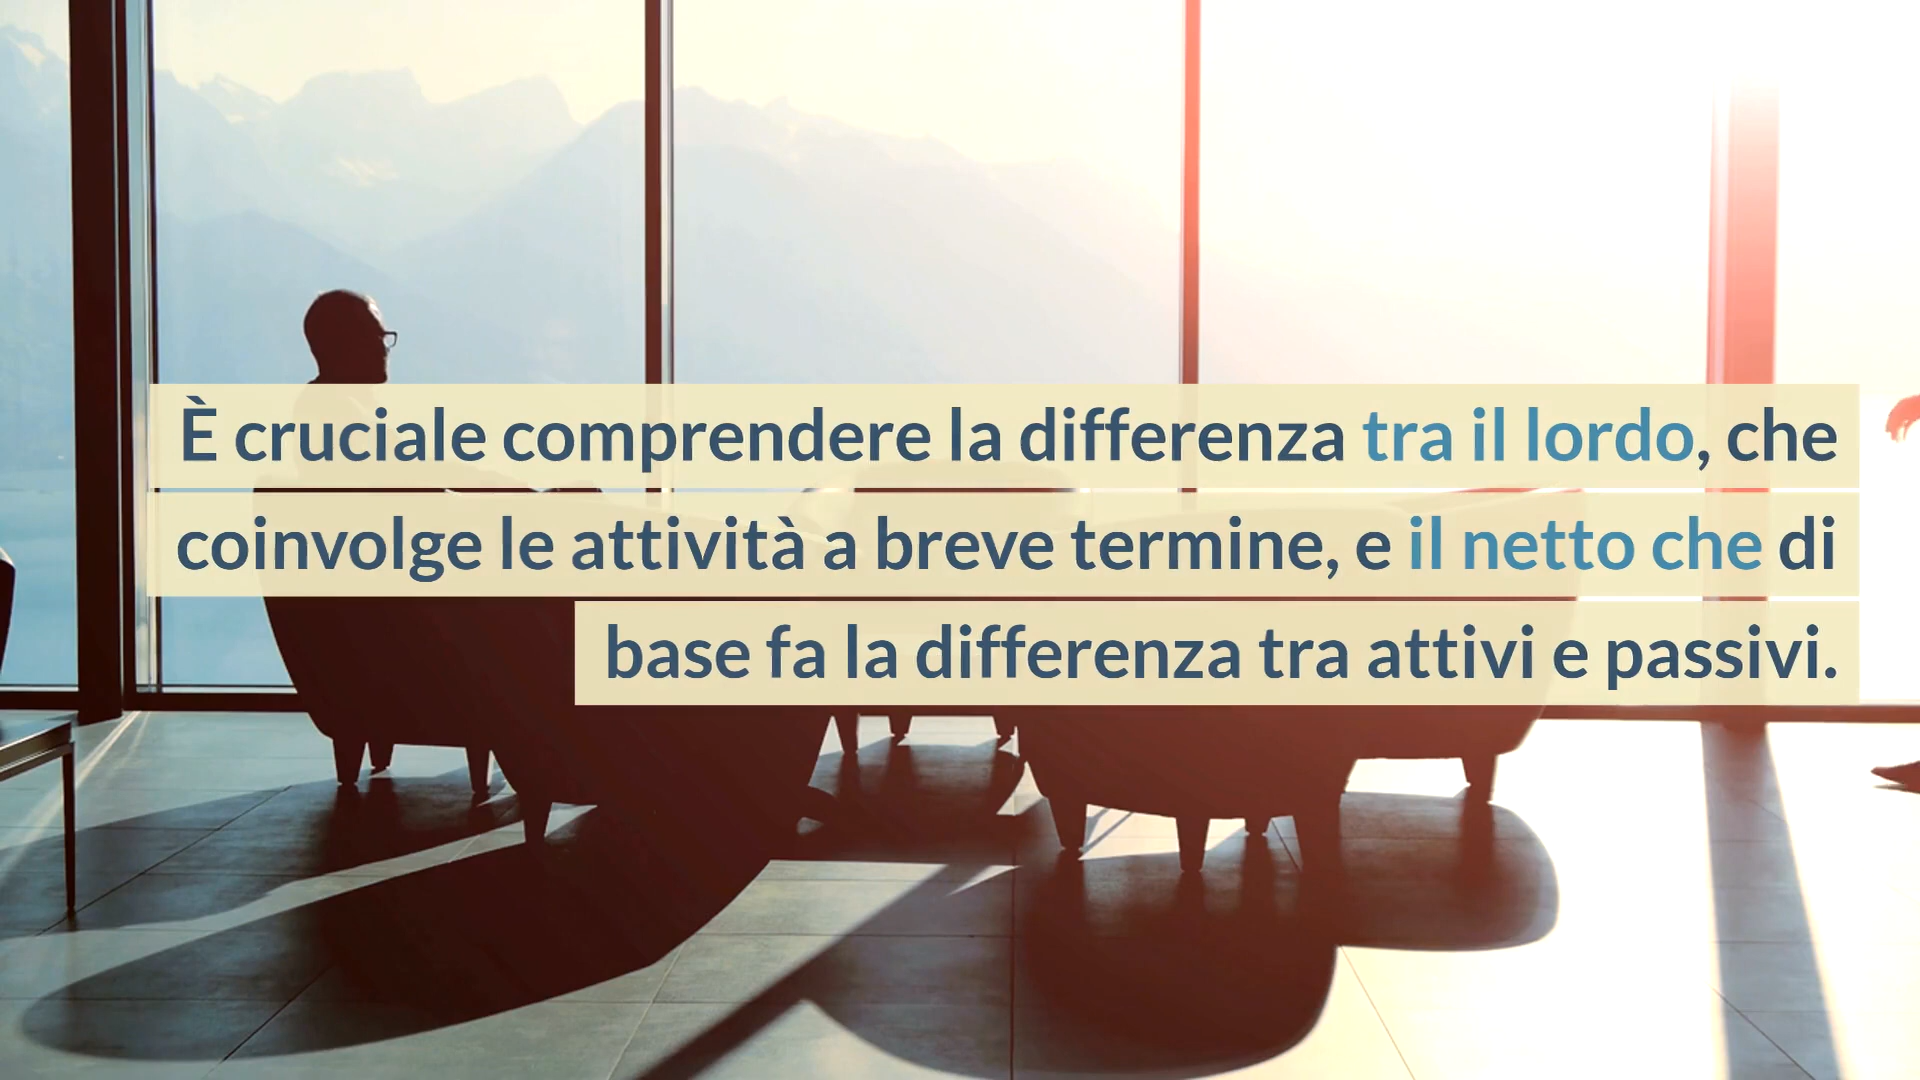 È cruciale comprendere la differenza tra il lordo, che
coinvolge le attività a breve termine, e il netto che di
base fa la differenza tra attivi e passivi.